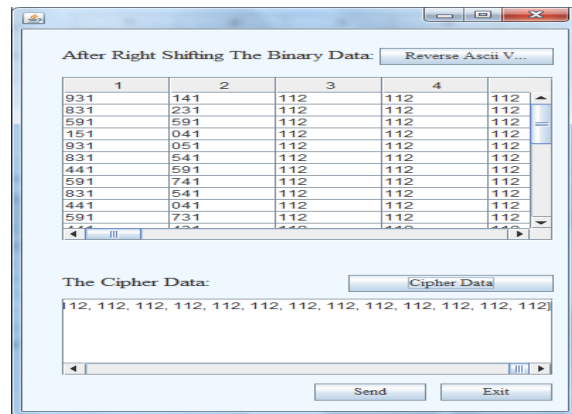 After Right Shifting The Binary Data: Reverse Ascii V...
1 2 3 4
931 141 112 112 112
831 231 112 112 112
591 591 112 112 112
151 041 112 112 112
931 051 112 112 112
831 541 112 112 112
441 591 112 112 112
591 741 112 112 112
831 541 112 112 112
441 041 112 112 112
591 731 112 112 112
The Cipher Data: Cipher Data
112, 112, 112, 112, 112, 112, 112, 112, 112, 112, 112, 112, 112]
Send Exit